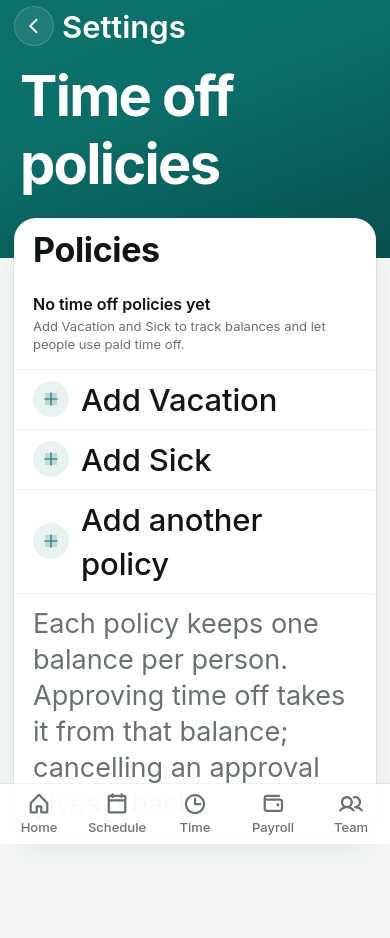 Settings
Time off
policies
Policies
No time off policies yet
Add Vacation and Sick to track balances and let
people use paid time off.
Add Vacation
Add Sick
Add another
policy
Each policy keeps one
balance per person.
Approving time off takes
it from that balance;
cancelling an approval
Home
Schedule
Time
Payroll
Team